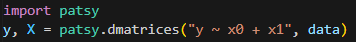 import patsy
y, X = patsy.dmatrices("y ~ x0 + x1", data)